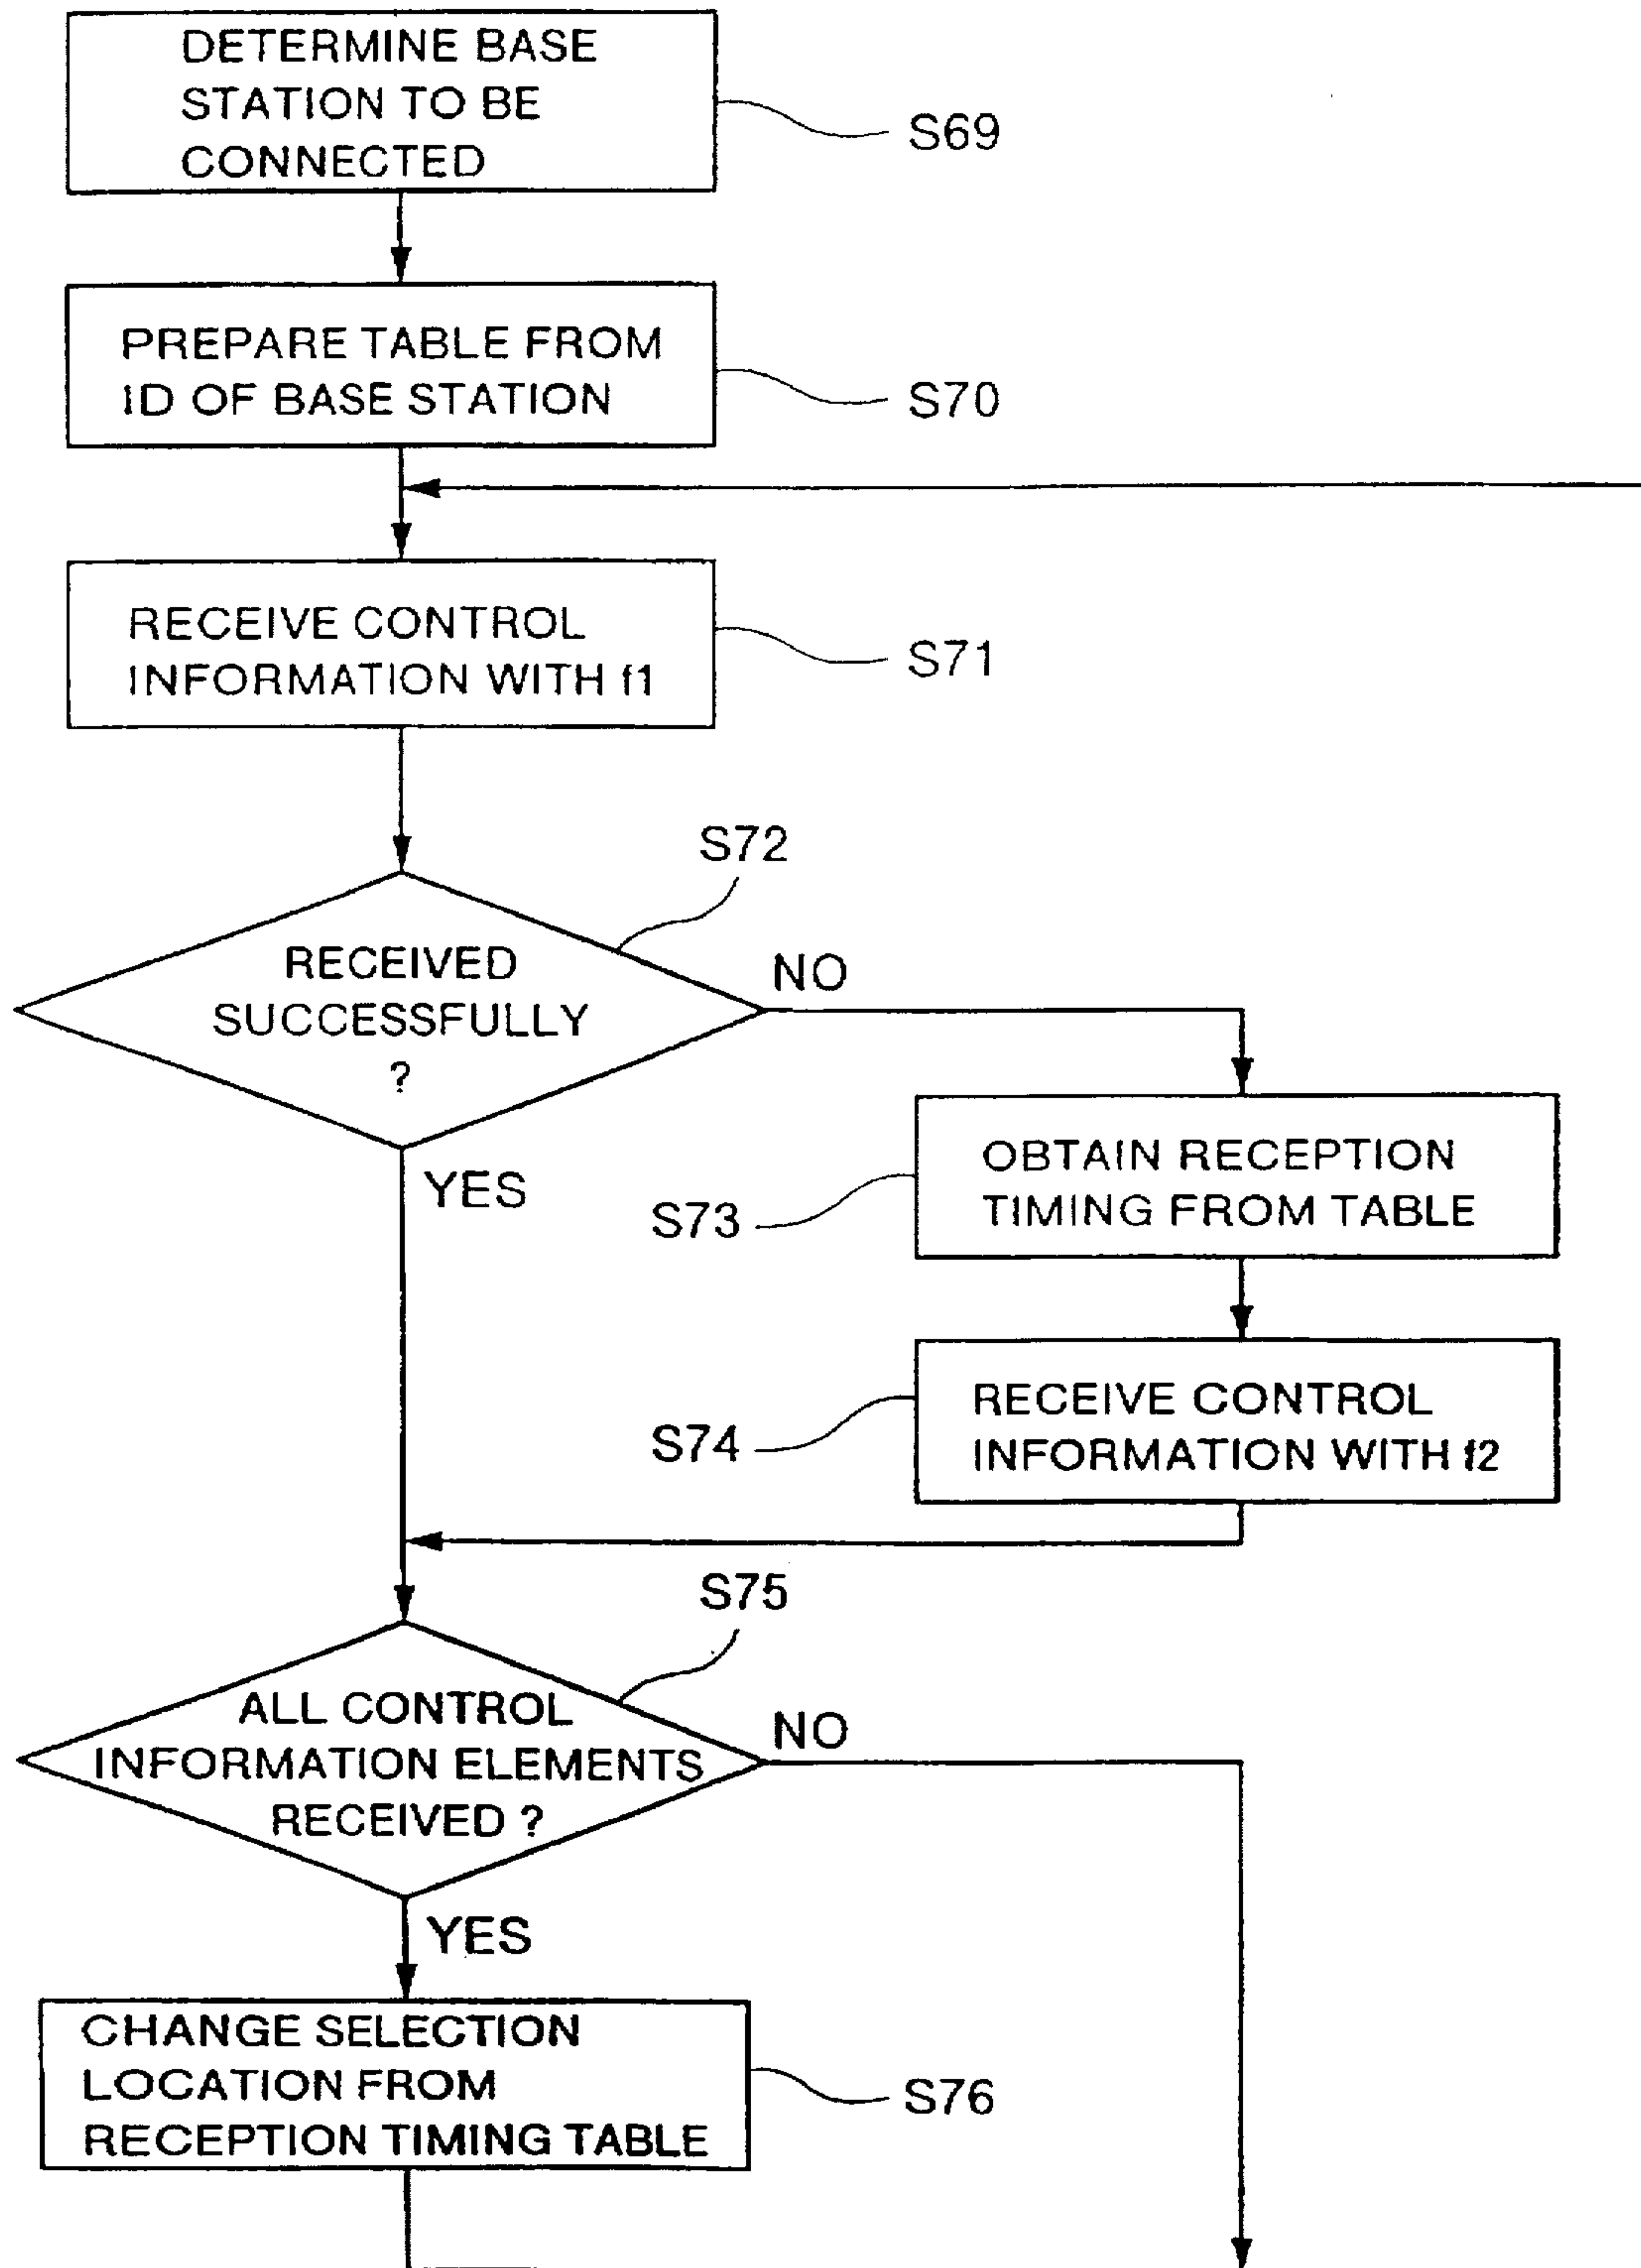 DETERMINE BASE
STATION TO BE
CONNECTED
S69
PREPARE TABLE FROM
ID OF BASE STATION
S70
RECEIVE CONTROL
INFORMATION WITH f1
S71
S72
RECEIVED
SUCCESSFULLY
?
NO
YES
OBTAIN RECEPTION
TIMING FROM TABLE
S73
RECEIVE CONTROL
INFORMATION WITH f2
S74
S75
ALL CONTROL
INFORMATION ELEMENTS
RECEIVED ?
NO
YES
CHANGE SELECTION
LOCATION FROM
RECEPTION TIMING TABLE
S76